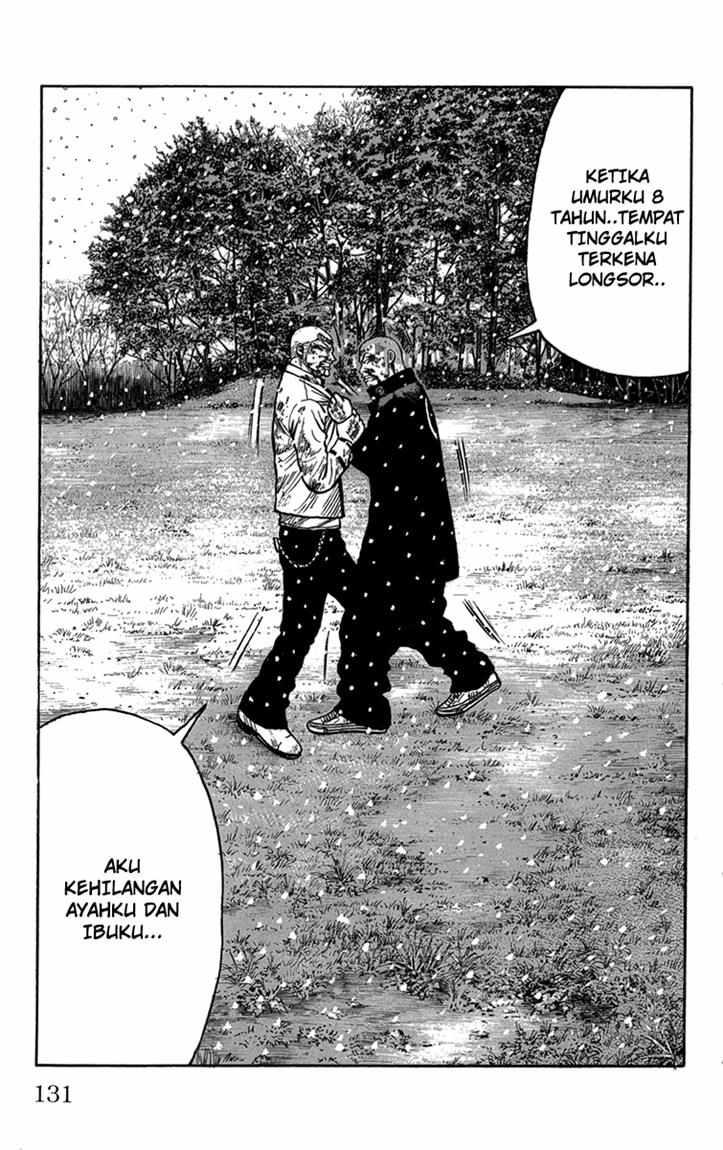 KETIKA
UMURKU 8
TAHUN..TEMPAT
TINGGALKU
TERKENA
LONGSOR..
AKU
KEHILANGAN
AYAHKU DAN
IBUKU...
131